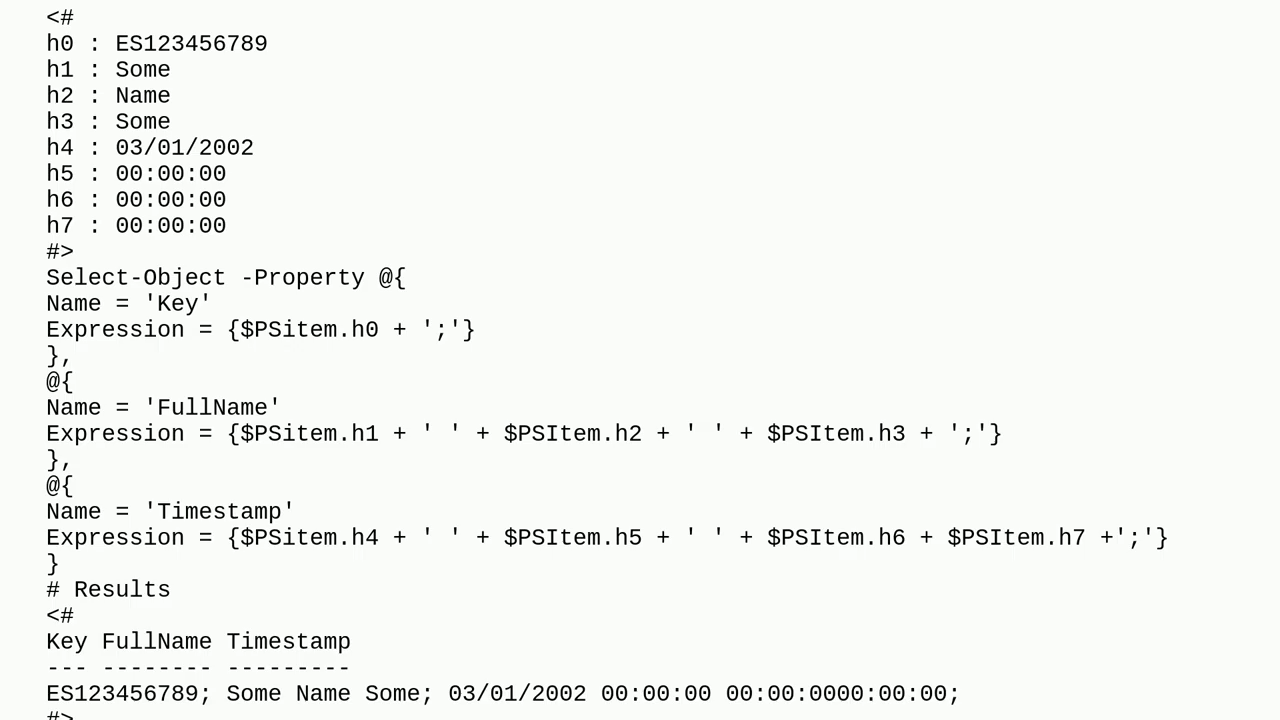 <#
h0 : ES123456789
h1 : Some
h2 : Name
h3 : Some
h4 : 03/01/2002
h5 : 00:00:00
h6 : 00:00:00
h7 : 00:00:00
#>
Select-Object -Property @{
Name = 'Key'
Expression = {$PSitem.h0 + ';'}
},
@{
Name = 'FullName'
Expression = {$PSitem.h1 + ' ' + $PSItem.h2 + ' ' + $PSItem.h3 + ';'}
},
@{
Name = 'Timestamp'
Expression = {$PSitem.h4 + ' ' + $PSItem.h5 + ' ' + $PSItem.h6 + $PSItem.h7 +';'}
}
# Results
<#
Key FullName Timestamp
--- -------- ---------
ES123456789; Some Name Some; 03/01/2002 00:00:00 00:00:0000:00:00;
#>